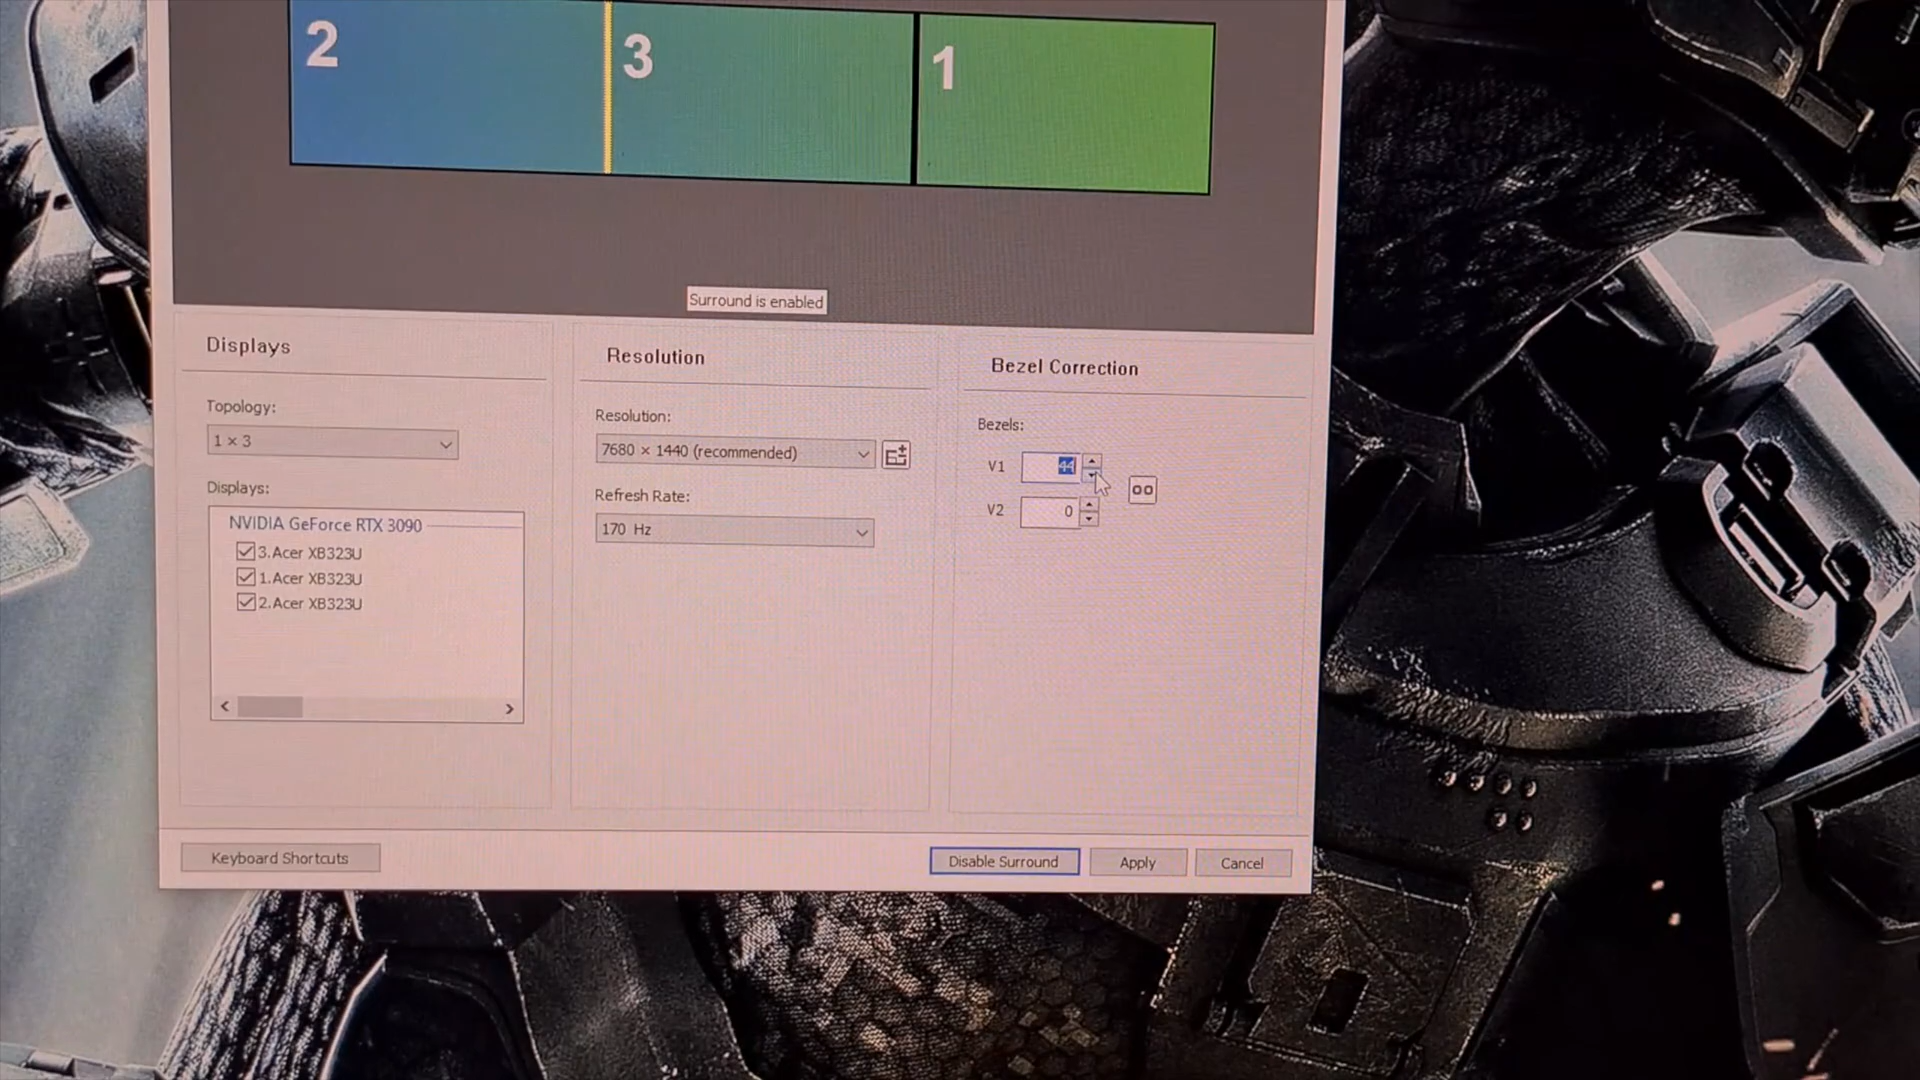 2
3
1
Surround is enabled
Displays
Topology:
1 × 3
Displays:
NVIDIA GeForce RTX 3090
3.Acer XB323U
1.Acer XB323U
2.Acer XB323U
Resolution
Resolution:
7680 × 1440 (recommended)
Refresh Rate:
170 Hz
Bezel Correction
Bezels:
V1
44
V2
0
Keyboard Shortcuts
Disable Surround
Apply
Cancel